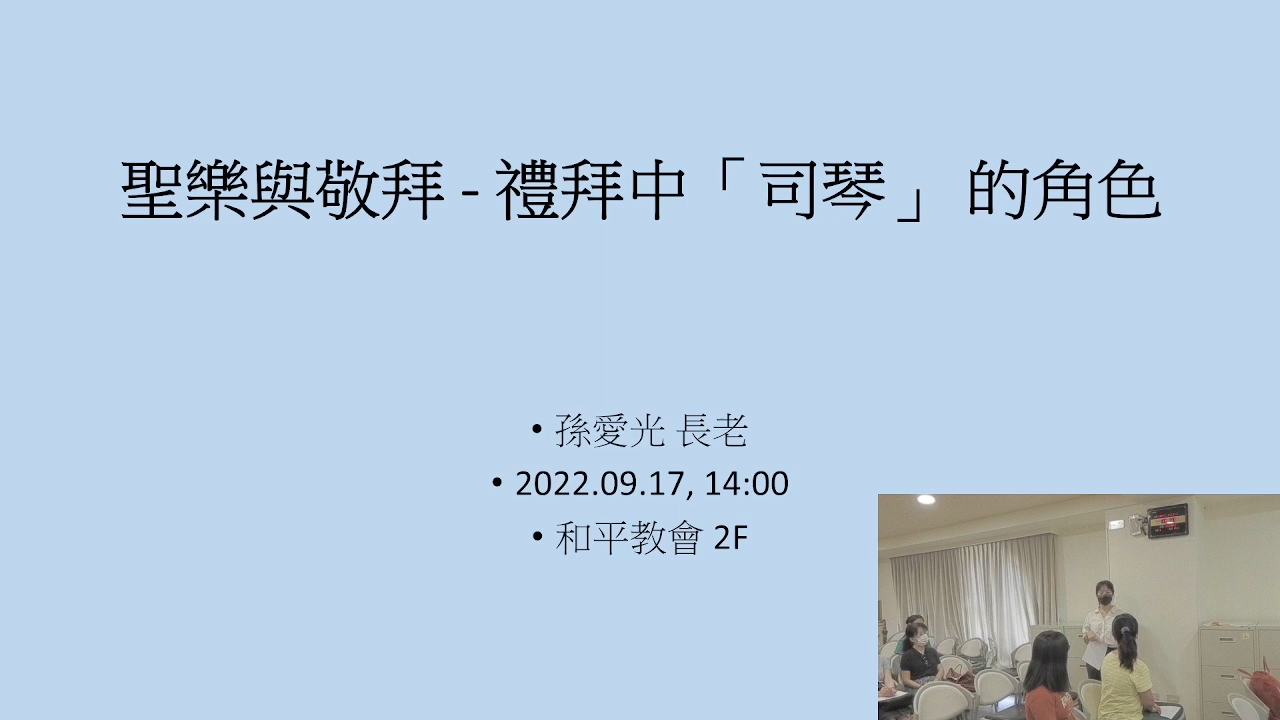 聖樂與敬拜 - 禮拜中「司琴」 的角色
• 孫愛光 長老
• 2022.09.17, 14:00
• 和平教會 2F